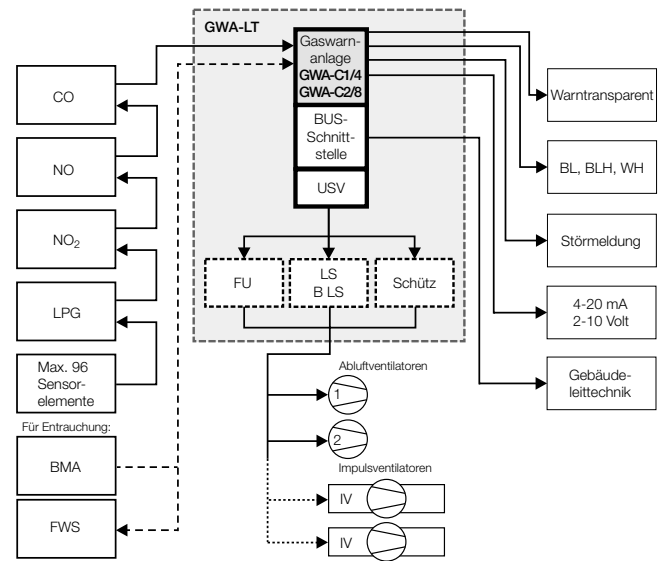 GWA-LT
Gaswarn-
anlage
GWA-C1/4
GWA-C2/8
BUS-
Schnitt-
stelle
USV
CO
NO
NO₂
LPG
Max. 96
Sensor-
elemente
Für Entrauchung:
BMA
FWS
FU
LS
B LS
Schütz
Warntransparent
BL, BLH, WH
Störmeldung
4-20 mA
2-10 Volt
Gebäude-
leittechnik
Abluftventilatoren
1
2
Impulsventilatoren
IV
IV